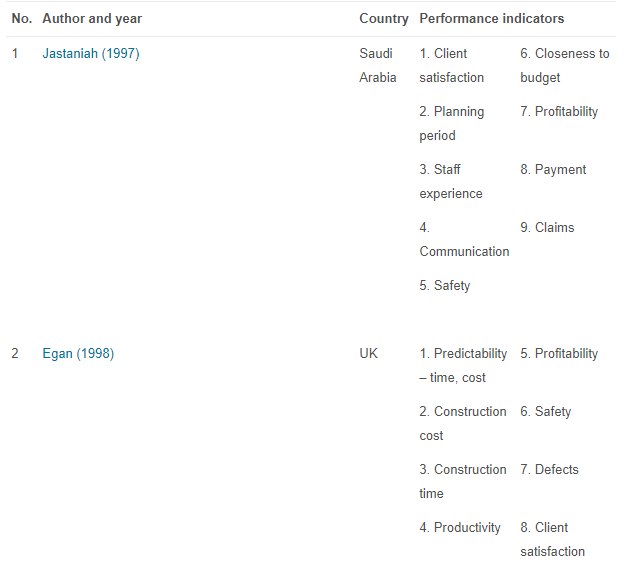 No. Author and year Country Performance indicators
1 Jastaniah (1997) Saudi 1. Client 6. Closeness to
Arabia satisfaction budget
2. Planning 7. Profitability
period
3. Staff 8. Payment
experience
4. 9. Claims
Communication
5. Safety
2 Egan (1998) UK 1. Predictability 5. Profitability
– time, cost
2. Construction 6. Safety
cost
3. Construction 7. Defects
time
4. Productivity 8. Client
satisfaction